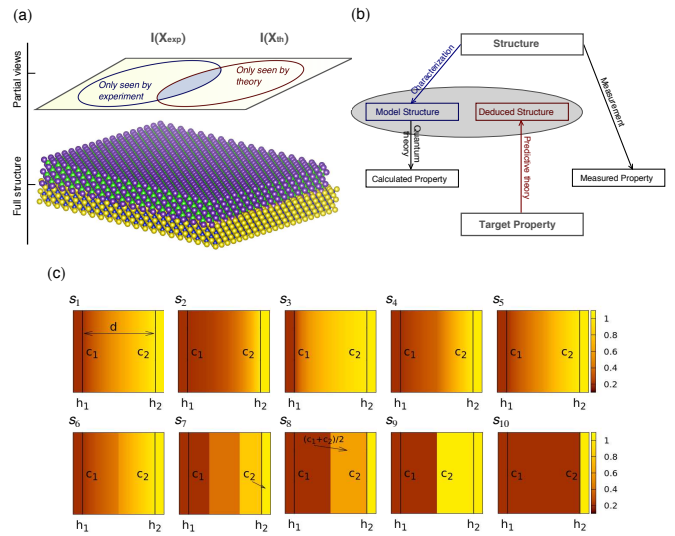 (a)
I(Xexp) I(Xth)
Partial views
Only seen by
experiment
Only seen by
theory
Full structure
(b)
Structure
Characterization
Measurement
Model Structure
Deduced Structure
Quantum
theory
Predictive theory
Calculated Property
Measured Property
Target Property
(c)
S1 S2 S3 S4 S5
d
c1 c2 c1 c2 c1 c2 c1 c2 c1 c2
h1 h2 h1 h2 h1 h2 h1 h2 h1 h2
1
0.8
0.6
0.4
0.2
S6 S7 S8 S9 S10
(c1+c2)/2
c1 c2 c1 c2 c1 c1 c2 c1 c2
h1 h2 h1 h2 h1 h2 h1 h2 h1 h2
1
0.8
0.6
0.4
0.2